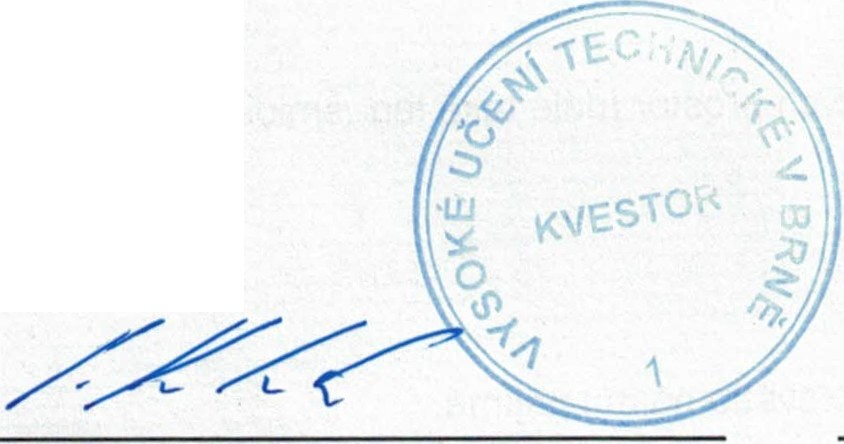 VYSOKÉ UČENÍ TECHNICKÉ V BRNĚ
KVESTOR
1